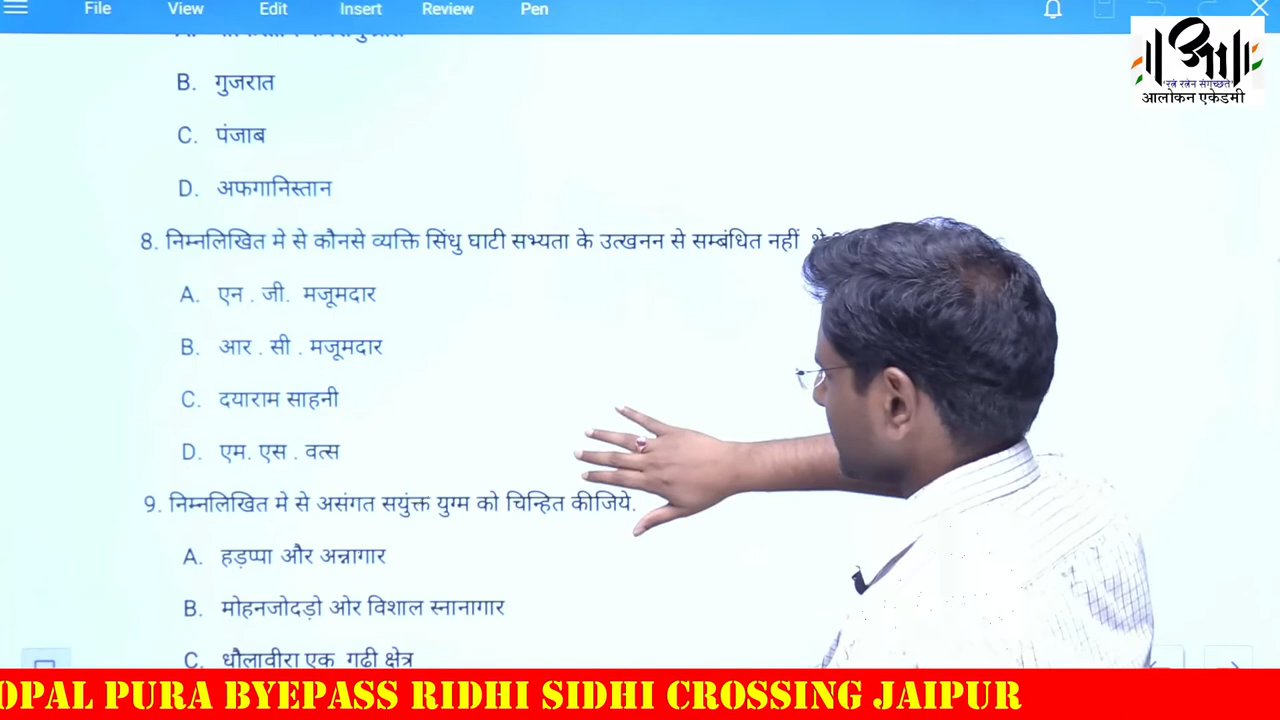 File View Edit Insert Review Pen
B. गुजरात
C. पंजाब
D. अफगानिस्तान
8. निम्नलिखित मे से कौनसे व्यक्ति सिंधु घाटी सभ्यता के उत्खनन से सम्बंधित नहीं
A. एन . जी. मजूमदार
B. आर . सी . मजूमदार
C. दयाराम साहनी
D. एम. एस . वत्स
9. निम्नलिखित मे से असंगत सयुंक्त युग्म को चिन्हित कीजिये.
A. हड़प्पा और अन्नागार
B. मोहनजोदड़ो ओर विशाल स्नानागार
C. धौलावीरा एक गढी क्षेत्र
आलोकन एकेडमी
OPAL PURA BYEPASS RIDHI SIDHI CROSSING JAIPUR